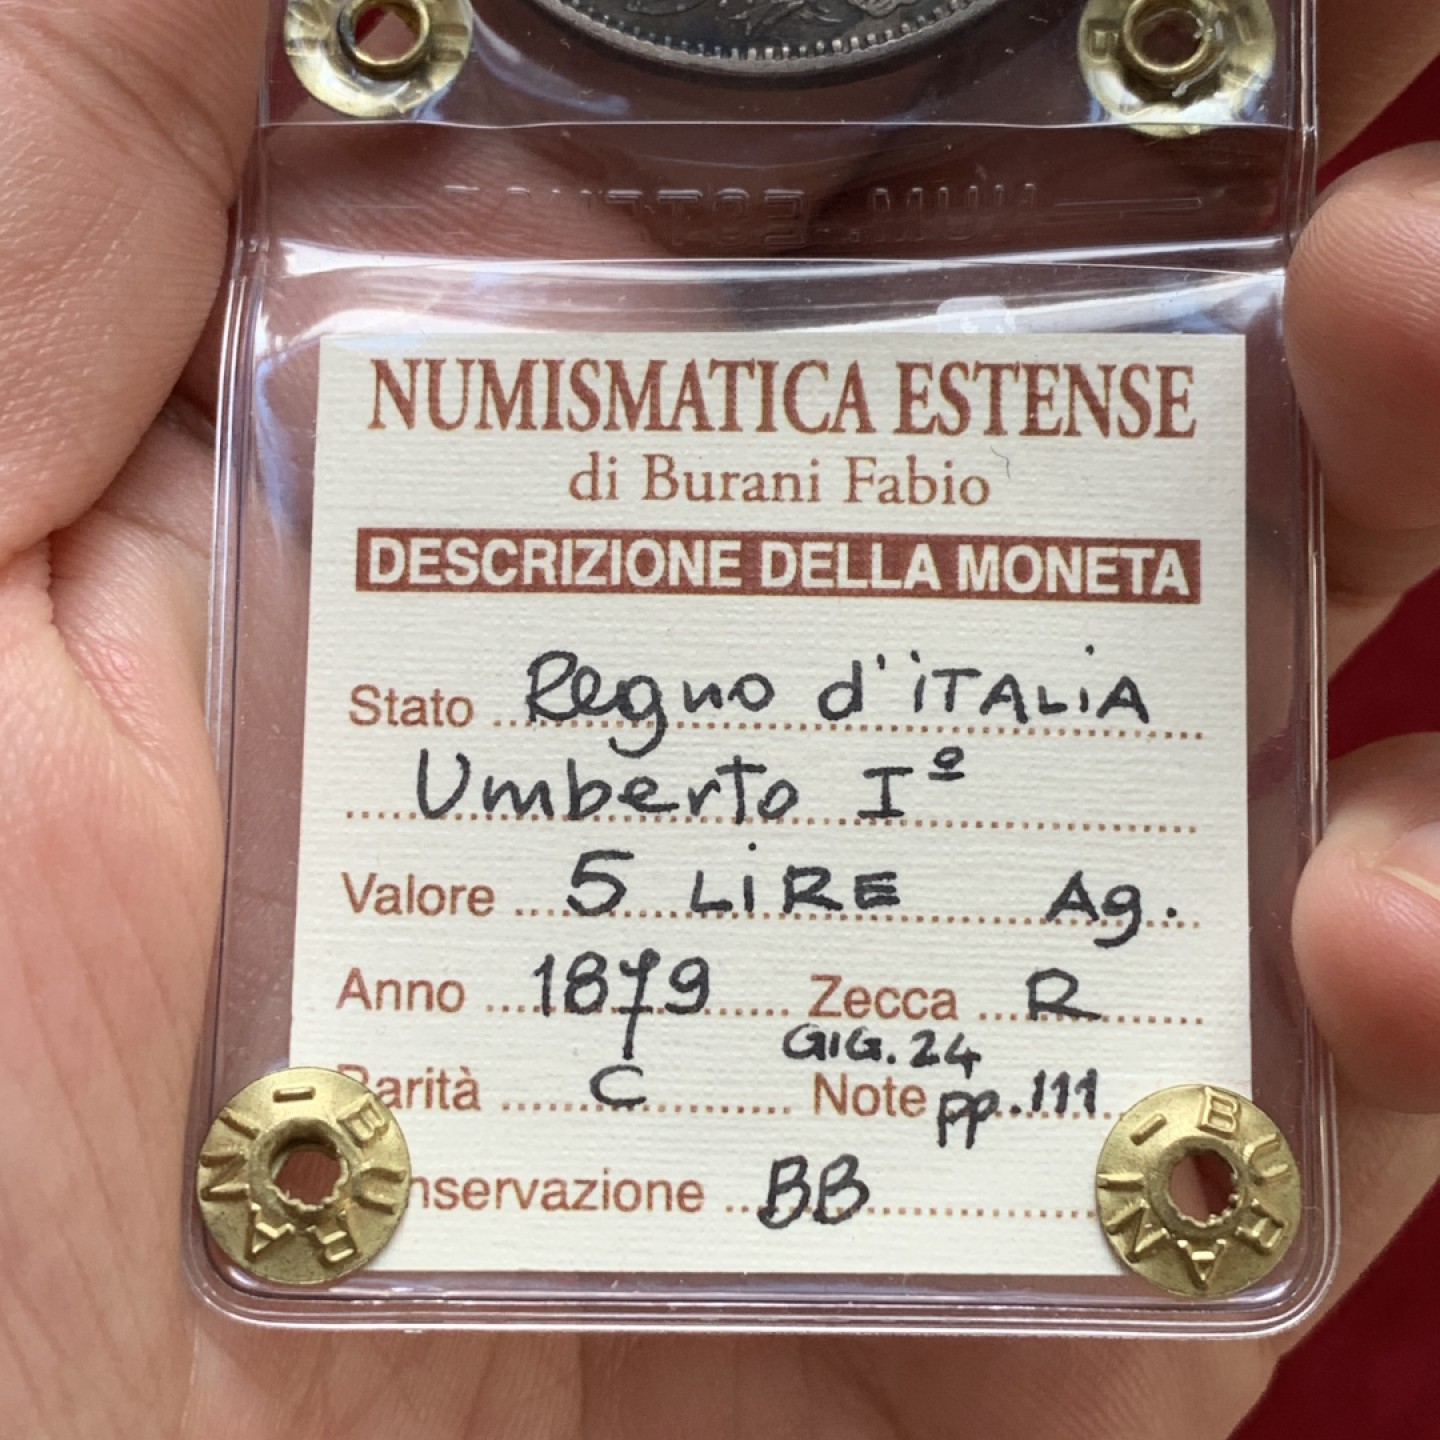 NUMISMATICA ESTENSE
di Burani Fabio
DESCRIZIONE DELLA MONETA
Stato Regno d'iTALiA
Umberto Iº
Valore 5 LiRE Ag.
Anno 1879 Zecca R
GIG. 24
Rarità C Note pp. 111
nservazione BB
BURANI
BURANI